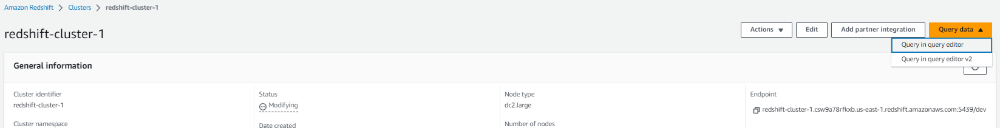 Amazon Redshift > Clusters > redshift-cluster-1
redshift-cluster-1
Actions Edit Add partner integration Query data
Query in query editor
Query in query editor v2
General information
Cluster identifier
redshift-cluster-1
Status
Modifying
Node type
dc2.large
Endpoint
redshift-cluster-1.csw9a78rfkxb.us-east-1.redshift.amazonaws.com:5439/dev
Cluster namespace
Date created
Number of nodes